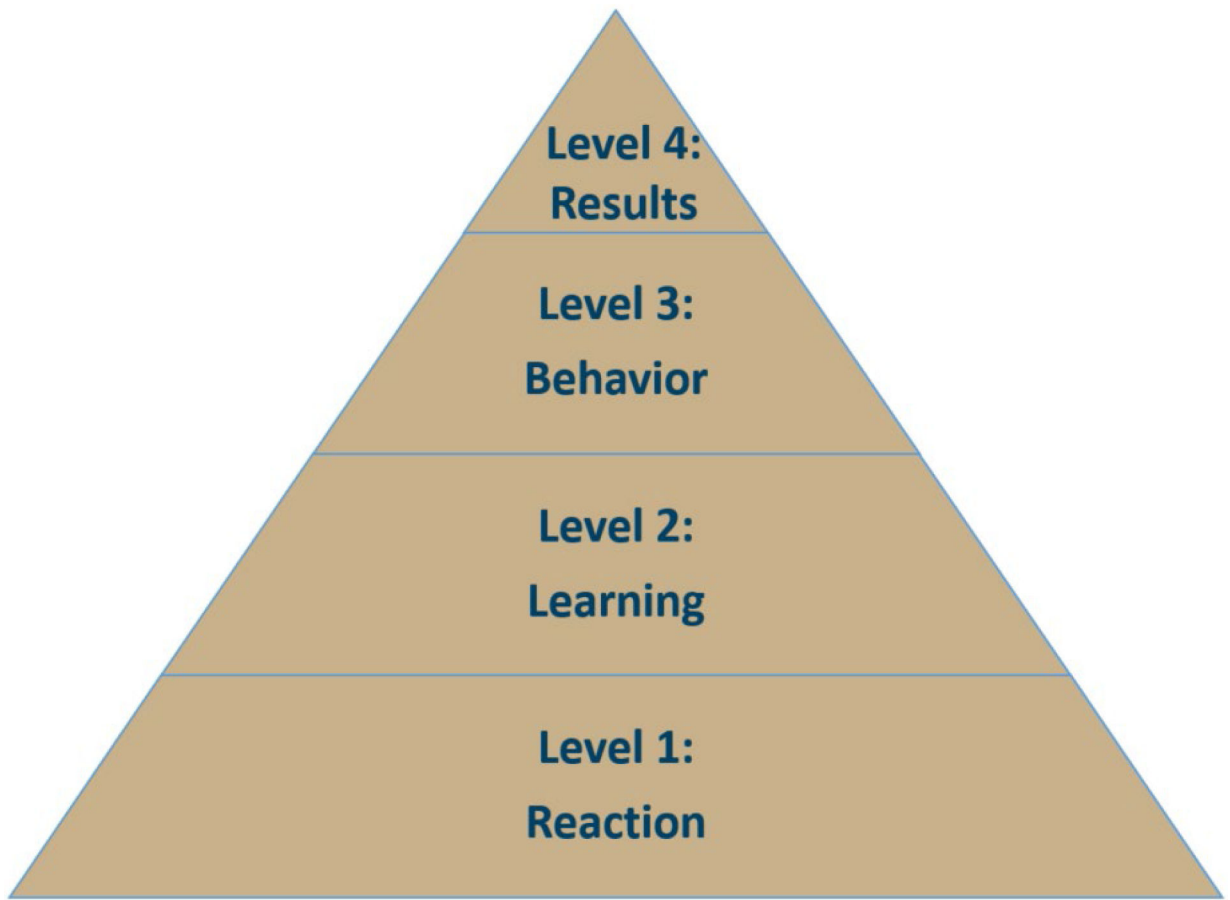 Level 4:
Results
Level 3:
Behavior
Level 2:
Learning
Level 1:
Reaction